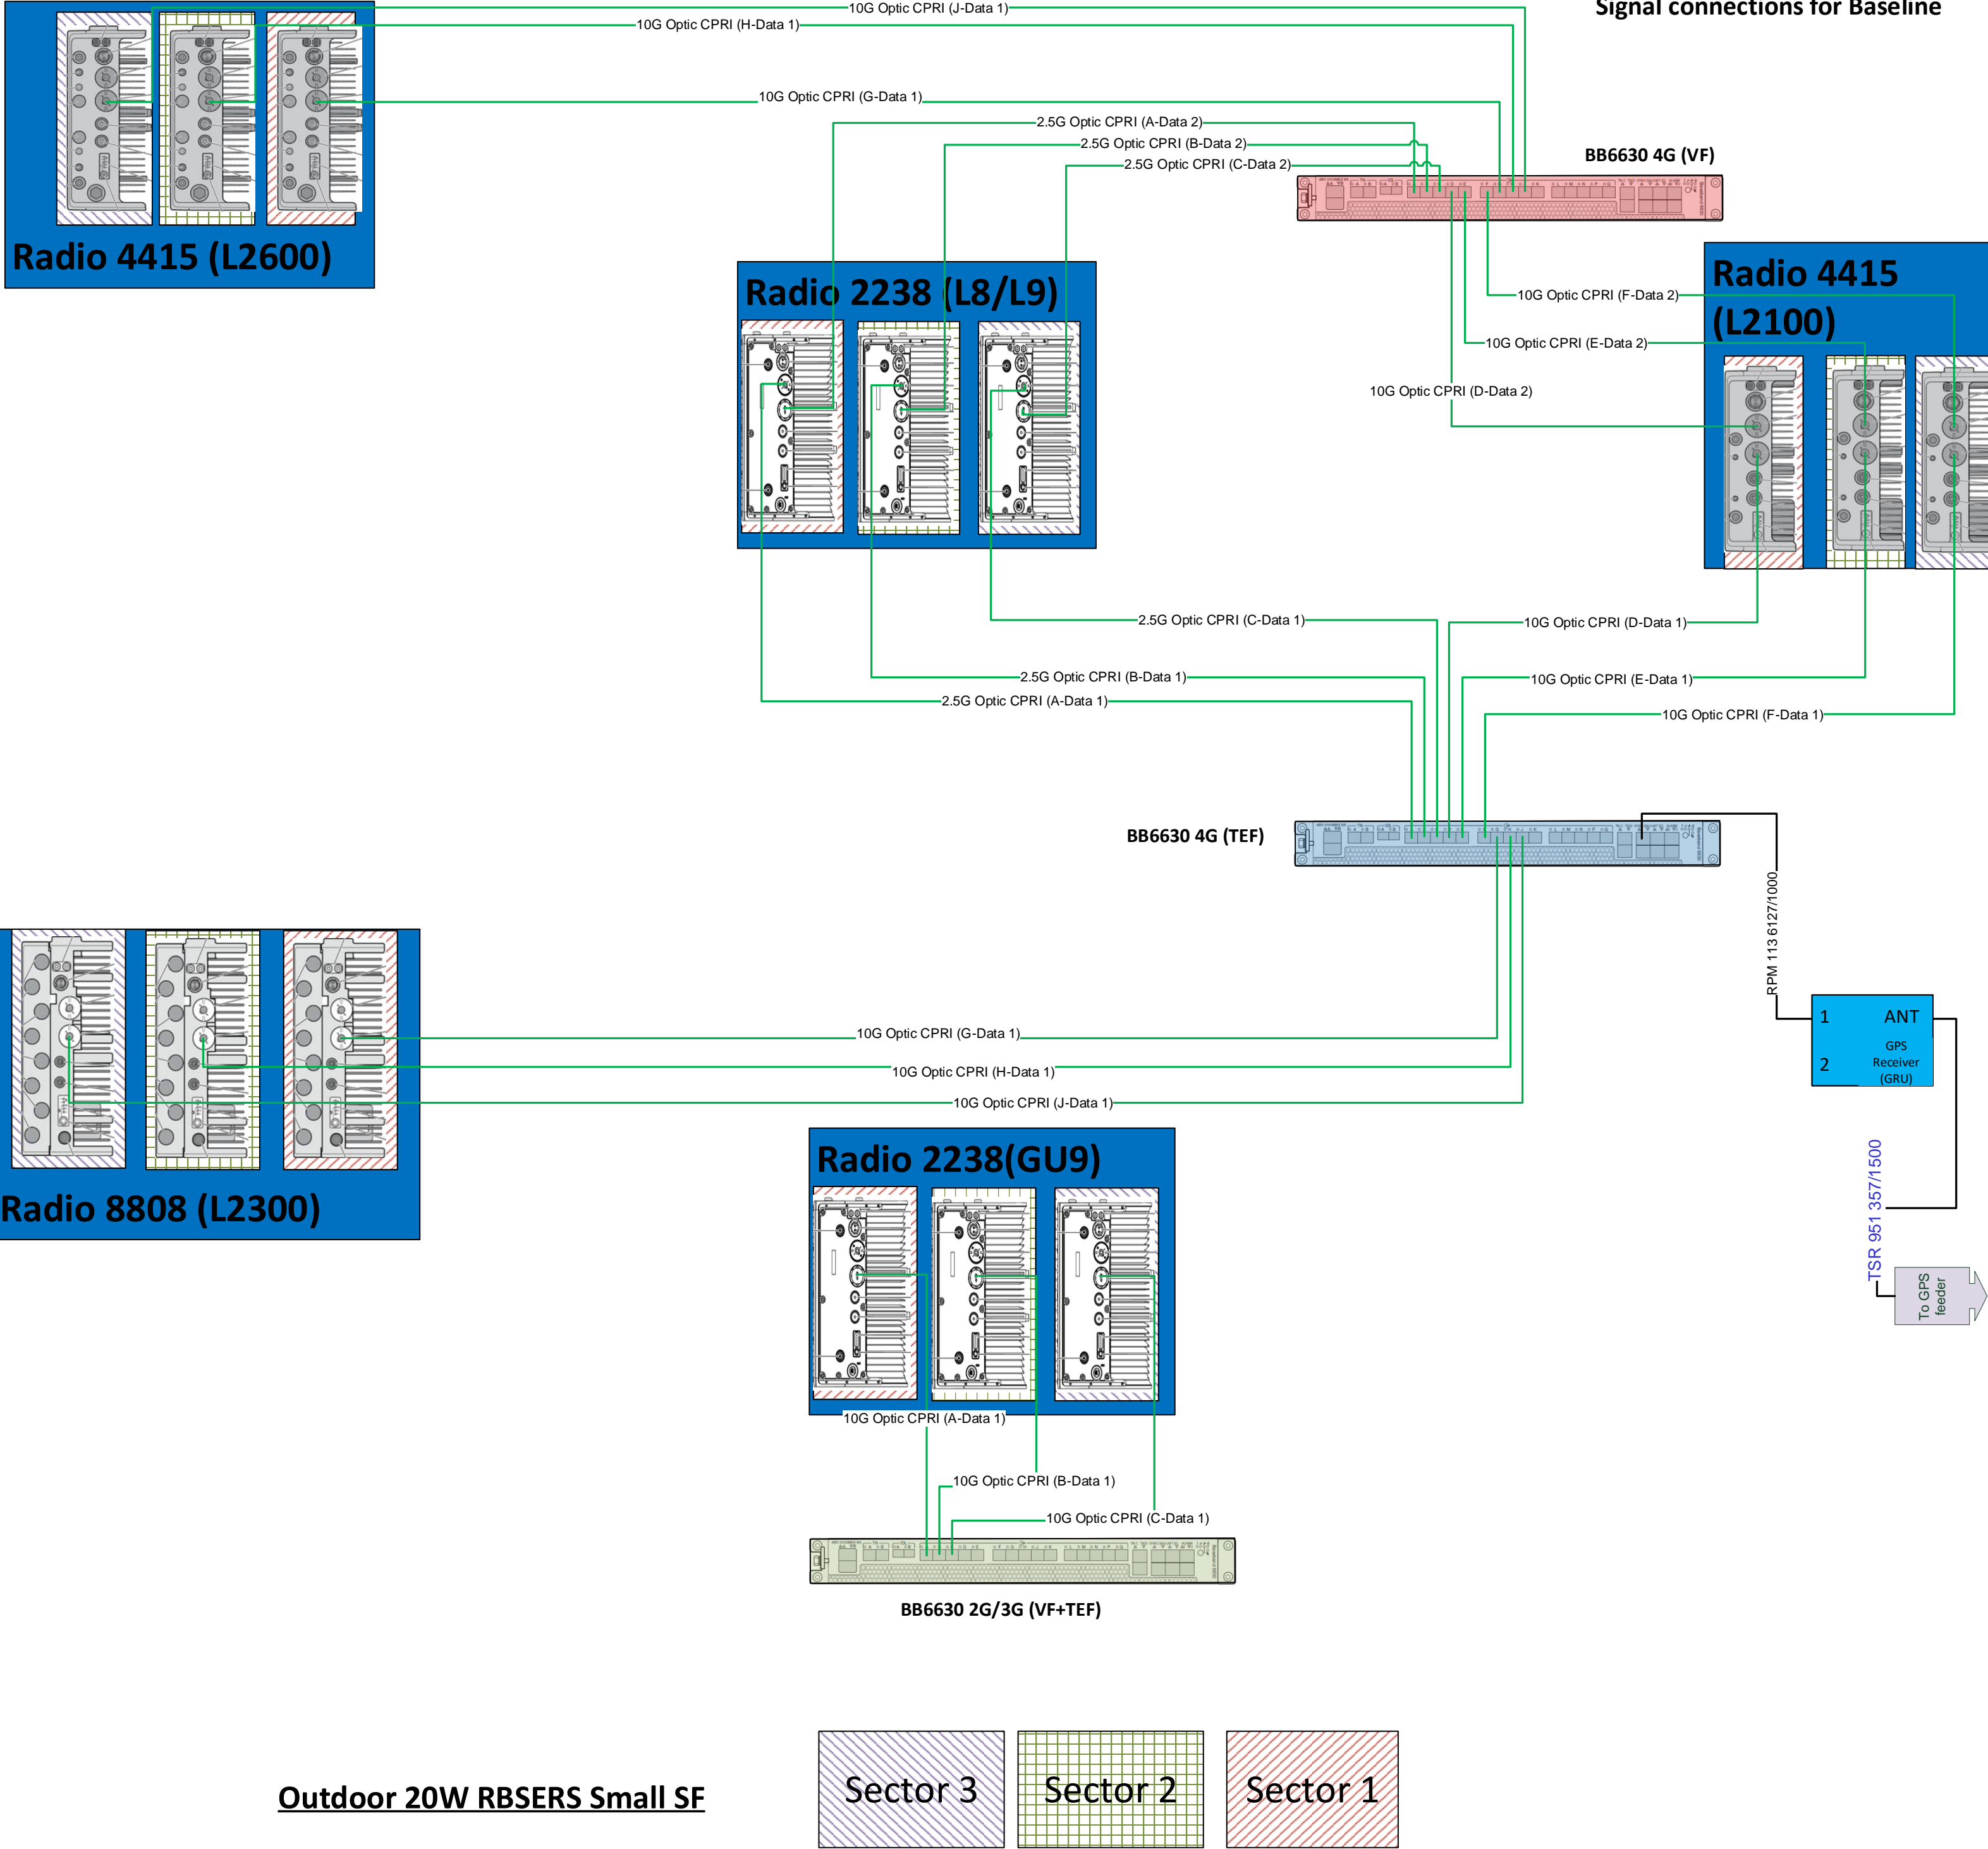 Signal connections for Baseline
10G Optic CPRI (J-Data 1)
10G Optic CPRI (H-Data 1)
10G Optic CPRI (G-Data 1)
2.5G Optic CPRI (A-Data 2)
2.5G Optic CPRI (B-Data 2)
2.5G Optic CPRI (C-Data 2)
BB6630 4G (VF)
Radio 4415 (L2600)
Radio 2238 (L8/L9)
Radio 4415
(L2100)
10G Optic CPRI (F-Data 2)
10G Optic CPRI (E-Data 2)
10G Optic CPRI (D-Data 2)
2.5G Optic CPRI (C-Data 1)
10G Optic CPRI (D-Data 1)
2.5G Optic CPRI (B-Data 1)
10G Optic CPRI (E-Data 1)
2.5G Optic CPRI (A-Data 1)
10G Optic CPRI (F-Data 1)
BB6630 4G (TEF)
RPM 113 6127/1000
1 ANT
GPS
2 Receiver
(GRU)
10G Optic CPRI (G-Data 1)
10G Optic CPRI (H-Data 1)
10G Optic CPRI (J-Data 1)
Radio 8808 (L2300)
Radio 2238(GU9)
TSR 951 357/1500
To GPS
feeder
10G Optic CPRI (A-Data 1)
10G Optic CPRI (B-Data 1)
10G Optic CPRI (C-Data 1)
BB6630 2G/3G (VF+TEF)
Outdoor 20W RBSERS Small SF
Sector 3
Sector 2
Sector 1